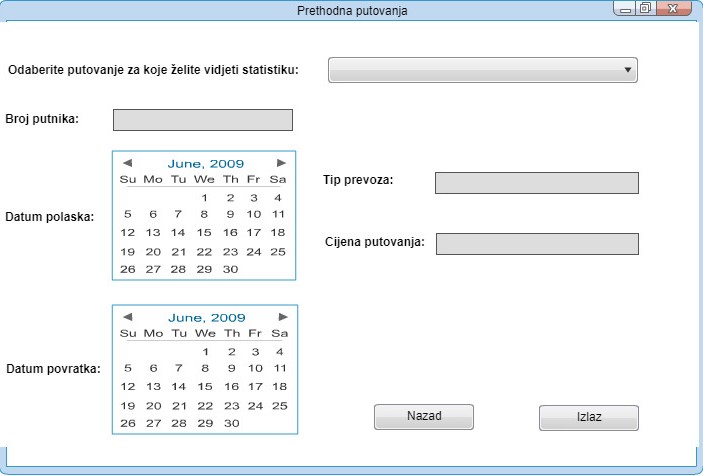 Prethodna putovanja
Odaberite putovanje za koje želite vidjeti statistiku:
Broj putnika:
Datum polaska:
June, 2009
Su Mo Tu We Th Fr Sa
1 2 3 4
5 6 7 8 9 10 11
12 13 14 15 16 17 18
19 20 21 22 23 24 25
26 27 28 29 30
Tip prevoza:
Cijena putovanja:
Datum povratka:
June, 2009
Su Mo Tu We Th Fr Sa
1 2 3 4
5 6 7 8 9 10 11
12 13 14 15 16 17 18
19 20 21 22 23 24 25
26 27 28 29 30
Nazad
Izlaz